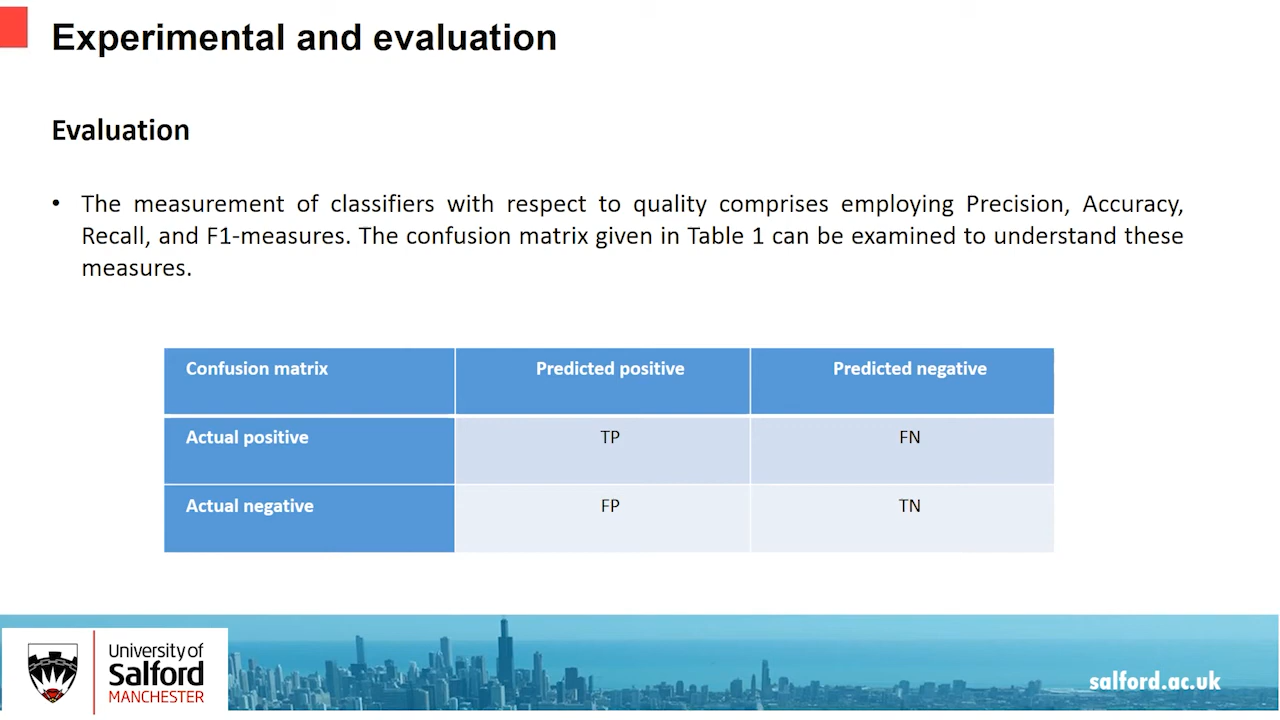 Experimental and evaluation
Evaluation
• The measurement of classifiers with respect to quality comprises employing Precision, Accuracy,
Recall, and F1-measures. The confusion matrix given in Table 1 can be examined to understand these
measures.
Confusion matrix Predicted positive Predicted negative
Actual positive TP FN
Actual negative FP TN
University of
Salford
MANCHESTER
salford.ac.uk